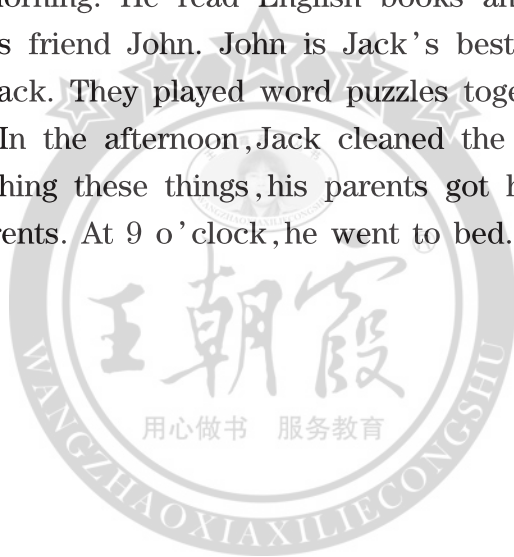 orning. He read English books an
s friend John. John is Jack's best
ack. They played word puzzles toge
In the afternoon,Jack cleaned the
hing these things,his parents got h
rents. At 9 o'clock,he went to bed.
®
王朝霞
用心做书 服务教育
WANGZHAOXIAXILIECONGSHU